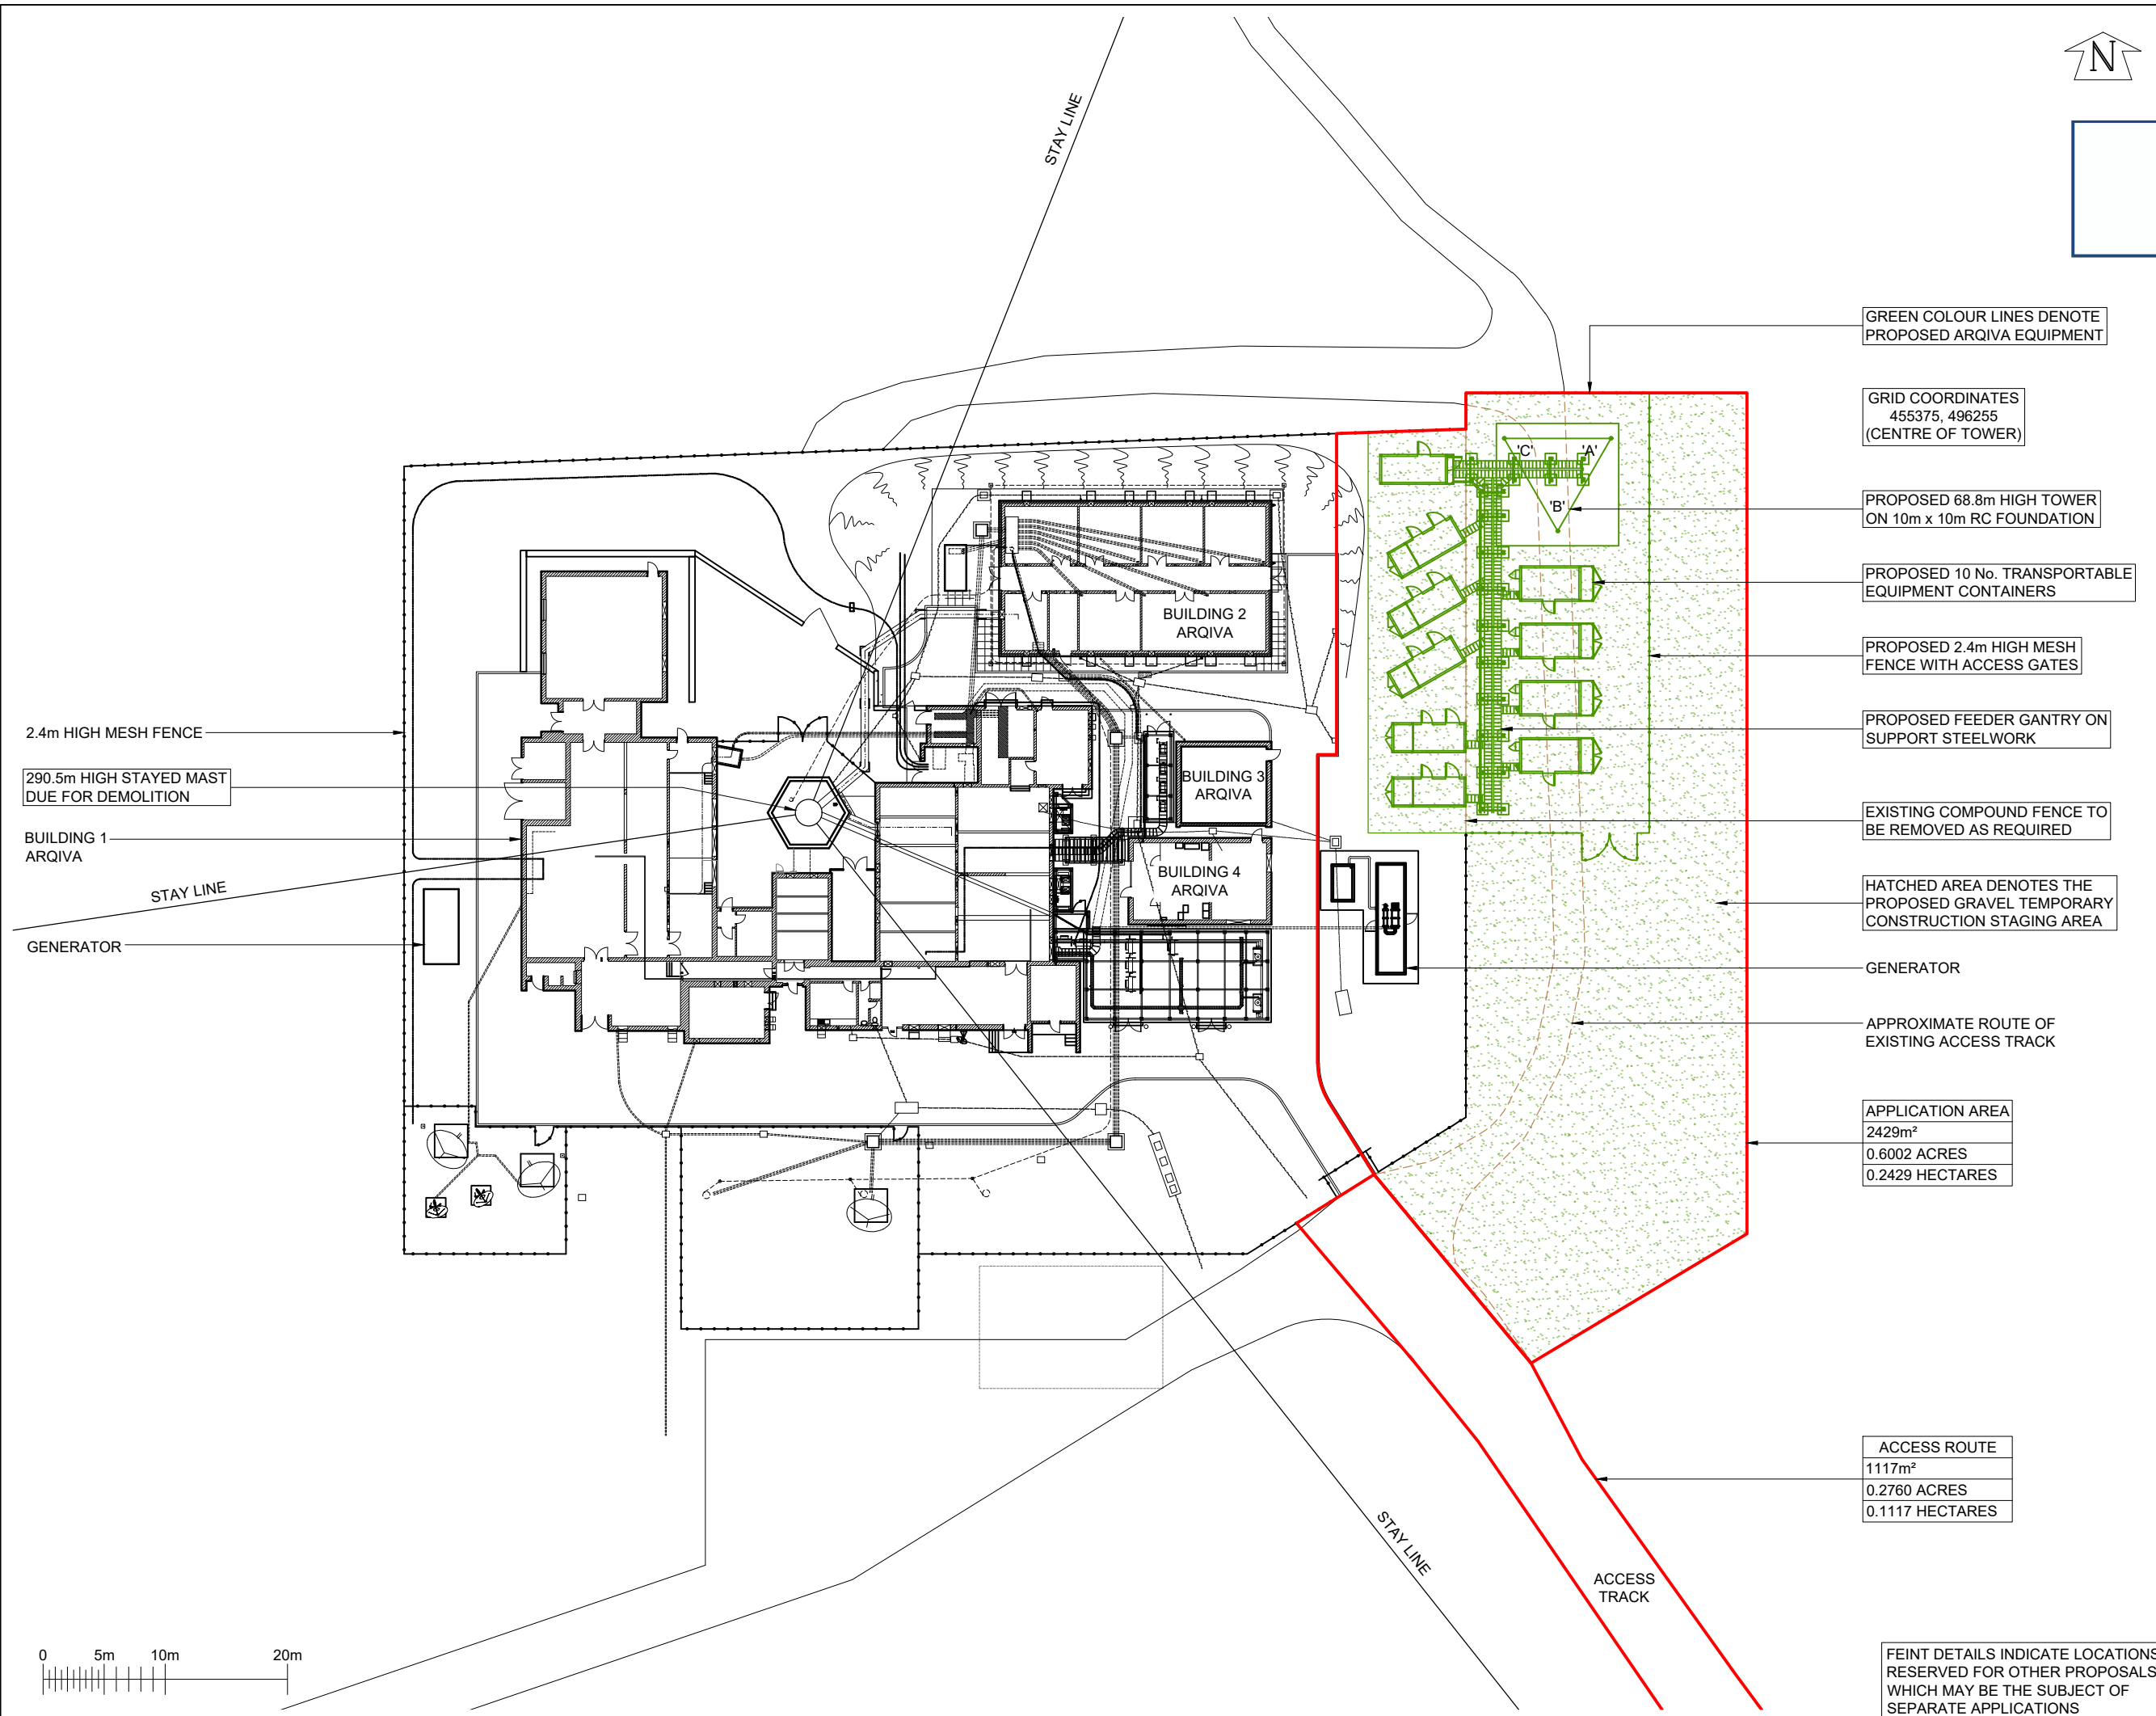 N
STAY LINE
GREEN COLOUR LINES DENOTE
PROPOSED ARQIVA EQUIPMENT
GRID COORDINATES
455375, 496255
(CENTRE OF TOWER)
'C'
'A'
'B'
PROPOSED 68.8m HIGH TOWER
ON 10m x 10m RC FOUNDATION
PROPOSED 10 No. TRANSPORTABLE
EQUIPMENT CONTAINERS
BUILDING 2
ARQIVA
PROPOSED 2.4m HIGH MESH
FENCE WITH ACCESS GATES
PROPOSED FEEDER GANTRY ON
SUPPORT STEELWORK
2.4m HIGH MESH FENCE
290.5m HIGH STAYED MAST
DUE FOR DEMOLITION
BUILDING 3
ARQIVA
EXISTING COMPOUND FENCE TO
BE REMOVED AS REQUIRED
BUILDING 1
ARQIVA
BUILDING 4
ARQIVA
STAY LINE
HATCHED AREA DENOTES THE
PROPOSED GRAVEL TEMPORARY
CONSTRUCTION STAGING AREA
GENERATOR
GENERATOR
APPROXIMATE ROUTE OF
EXISTING ACCESS TRACK
APPLICATION AREA
2429m²
0.6002 ACRES
0.2429 HECTARES
ACCESS ROUTE
1117m²
0.2760 ACRES
0.1117 HECTARES
STAY LINE
ACCESS
TRACK
0 5m 10m 20m
FEINT DETAILS INDICATE LOCATIONS
RESERVED FOR OTHER PROPOSALS
WHICH MAY BE THE SUBJECT OF
SEPARATE APPLICATIONS